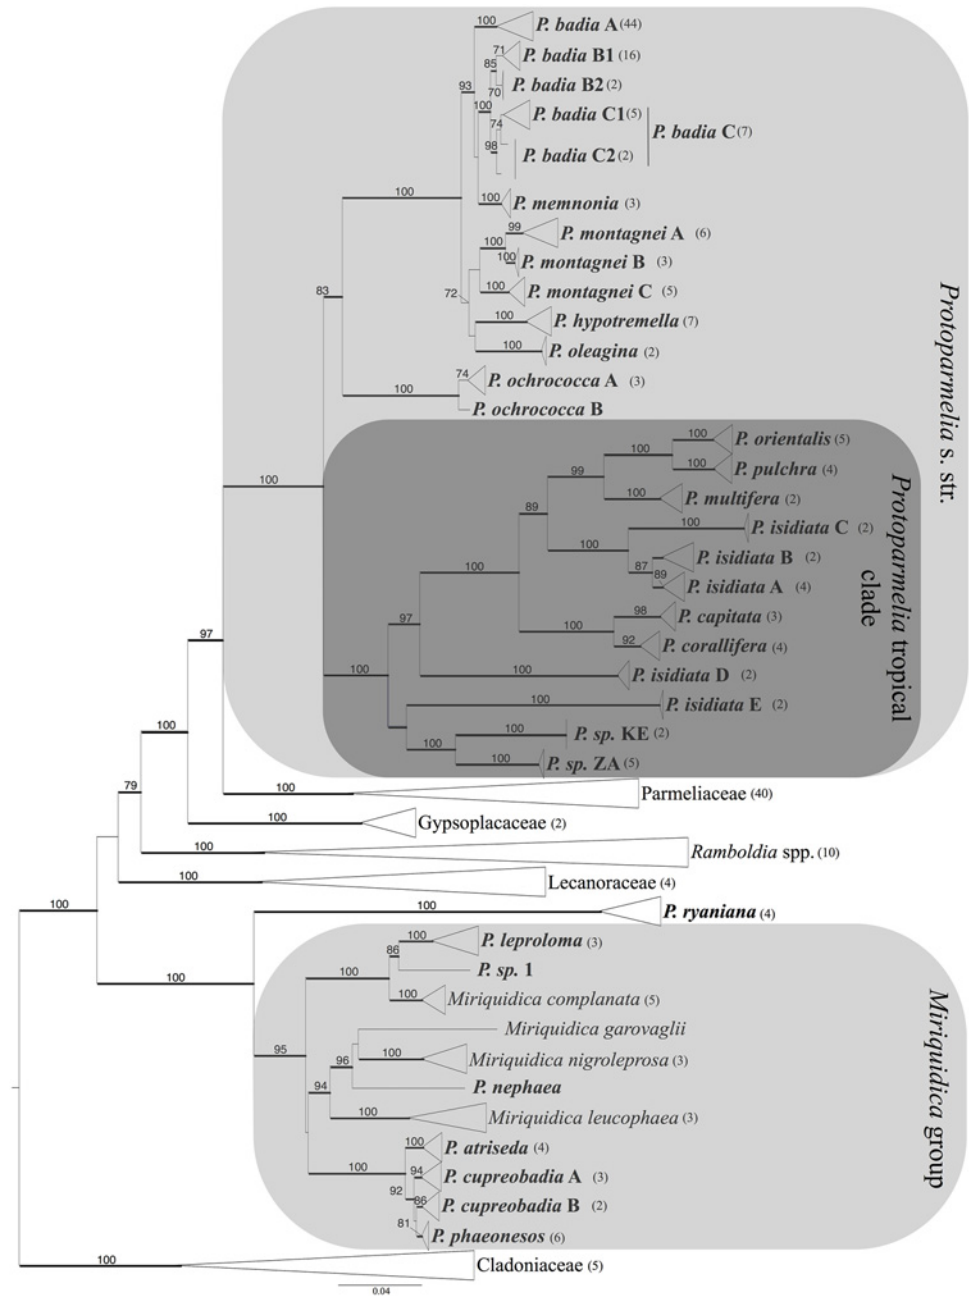 100 P. badia A (44)
71 P. badia B1 (16)
85
70 P. badia B2 (2)
93
100
P. badia C1 (5)
74
P. badia C (7)
98 P. badia C2 (2)
100 P. memnonia (3)
100
99 P. montagnei A (6)
100
100 P. montagnei B (3)
100 P. montagnei C (5)
72
83
100 P. hypotremella (7)
100 P. oleagina (2)
74 P. ochrococca A (3)
100
P. ochrococca B
Protoparmelia s. str.
100 P. orientalis (5)
100
100 P. pulchra (4)
99
100 P. multifera (2)
89
100 P. isidiata C (2)
100
P. isidiata B (2)
87
89
P. isidiata A (4)
100
98 P. capitata (3)
100
92 P. corallifera (4)
97
100 P. isidiata D (2)
100
100 P. isidiata E (2)
100 P. sp. KE (2)
100
100 P. sp. ZA (5)
Protoparmelia tropical
clade
100
97
100 Parmeliaceae (40)
100
100 Gypsoplacaceae (2)
79
100 Ramboldia spp. (10)
100 Lecanoraceae (4)
100
100 P. ryaniana (4)
100
100 P. leproloma (3)
86
P. sp. 1
100
100 Miriquidica complanata (5)
Miriquidica garovaglii
95
100 Miriquidica nigroleprosa (3)
96
P. nephaea
94
100 Miriquidica leucophaea (3)
100 P. atriseda (4)
100
94 P. cupreobadia A (3)
92
86 P. cupreobadia B (2)
81 P. phaeonesos (6)
Miriquidica group
100 Cladoniaceae (5)
0.04